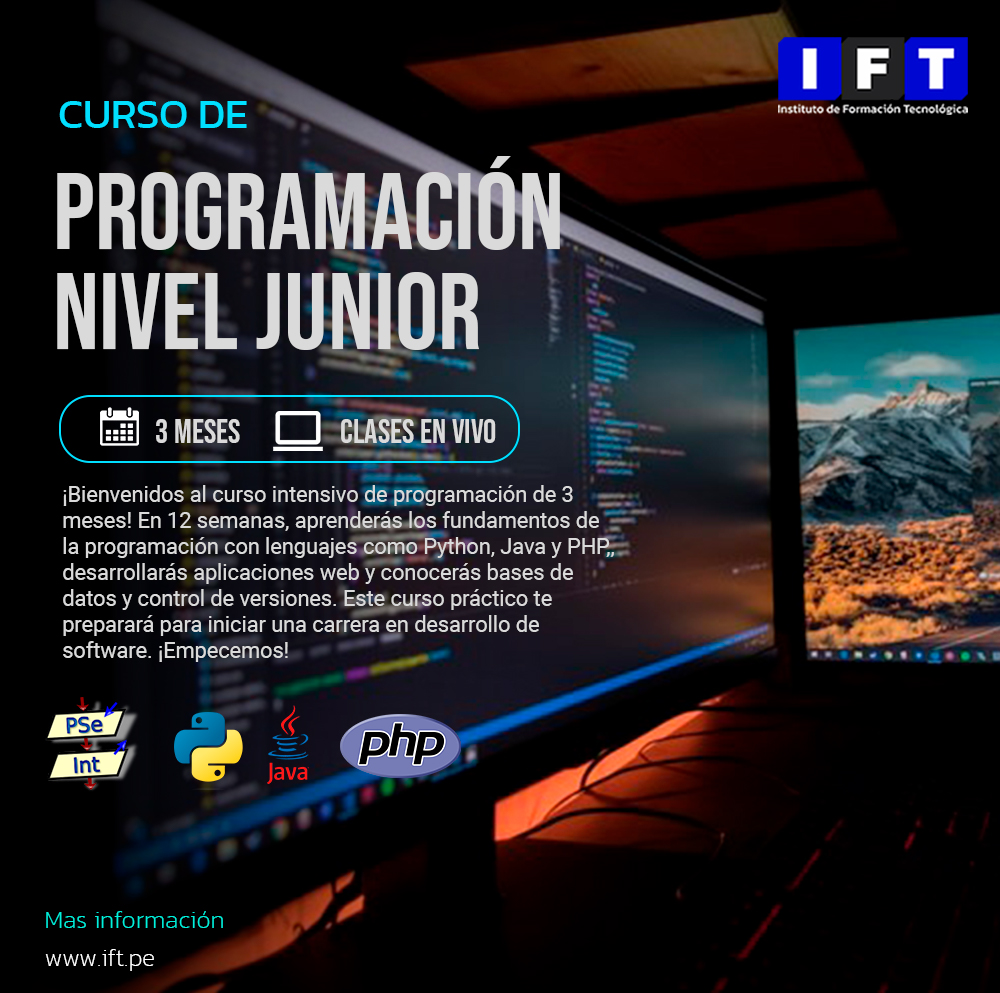 I F T
Instituto de Formación Tecnológica
CURSO DE
PROGRAMACIÓN
NIVEL JUNIOR
3 MESES
CLASES EN VIVO
¡Bienvenidos al curso intensivo de programación de 3
meses! En 12 semanas, aprenderás los fundamentos de
la programación con lenguajes como Python, Java y PHP,,
desarrollarás aplicaciones web y conocerás bases de
datos y control de versiones. Este curso práctico te
preparará para iniciar una carrera en desarrollo de
software. ¡Empecemos!
PSe
Int
Java
php
Mas información
www.ift.pe